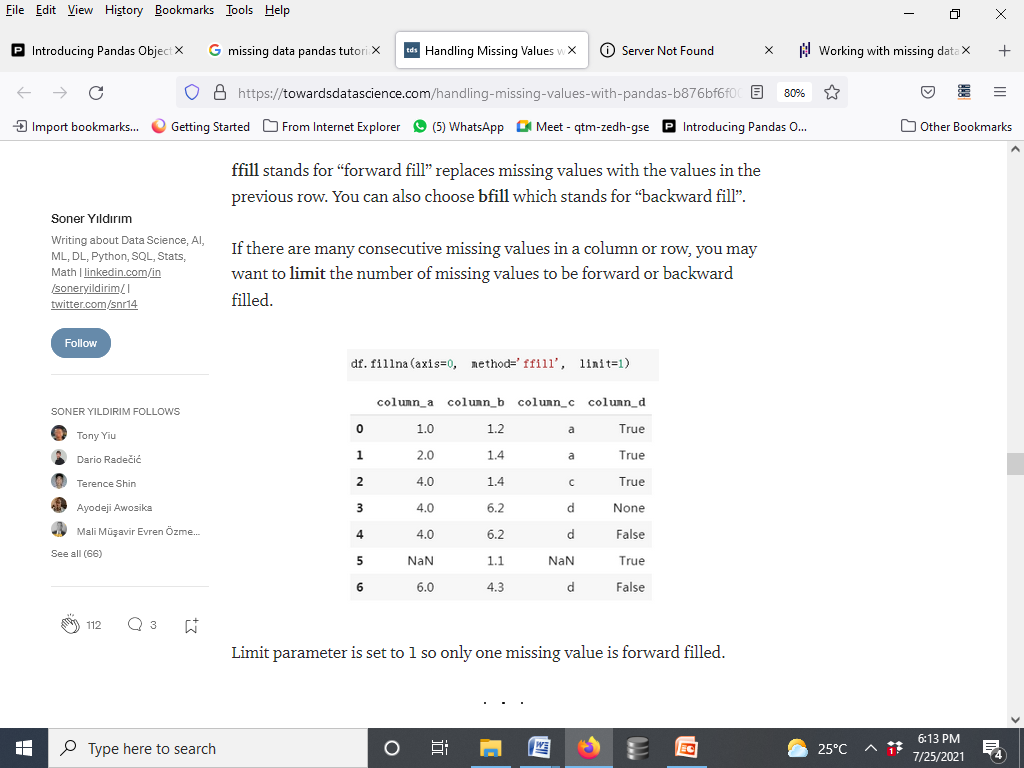 File Edit View History Bookmarks Tools Help
Introducing Pandas Object
missing data pandas tutori
Handling Missing Values w
Server Not Found
Working with missing data
https://towardsdatascience.com/handling-missing-values-with-pandas-b876bf6f00
80%
Import bookmarks...
Getting Started
From Internet Explorer
(5) WhatsApp
Meet - qtm-zedh-gse
Introducing Pandas O...
Other Bookmarks
ffill stands for “forward fill” replaces missing values with the values in the
previous row. You can also choose bfill which stands for “backward fill”.
If there are many consecutive missing values in a column or row, you may
want to limit the number of missing values to be forward or backward
filled.
Soner Yıldırım
Writing about Data Science, AI,
ML, DL, Python, SQL, Stats,
Math | linkedin.com/in
/soneryildirim/ |
twitter.com/snr14
Follow
SONER YILDIRIM FOLLOWS
Tony Yiu
Dario Radečić
Terence Shin
Ayodeji Awosika
Mali Müşavir Evren Özme...
See all (66)
112
3
df.fillna(axis=0, method='ffill', limit=1)
column_a column_b column_c column_d
0 1.0 1.2 a True
1 2.0 1.4 a True
2 4.0 1.4 c True
3 4.0 6.2 d None
4 4.0 6.2 d False
5 NaN 1.1 NaN True
6 6.0 4.3 d False
Limit parameter is set to 1 so only one missing value is forward filled.
. . .
Type here to search
25°C
1
6:13 PM
7/25/2021
4